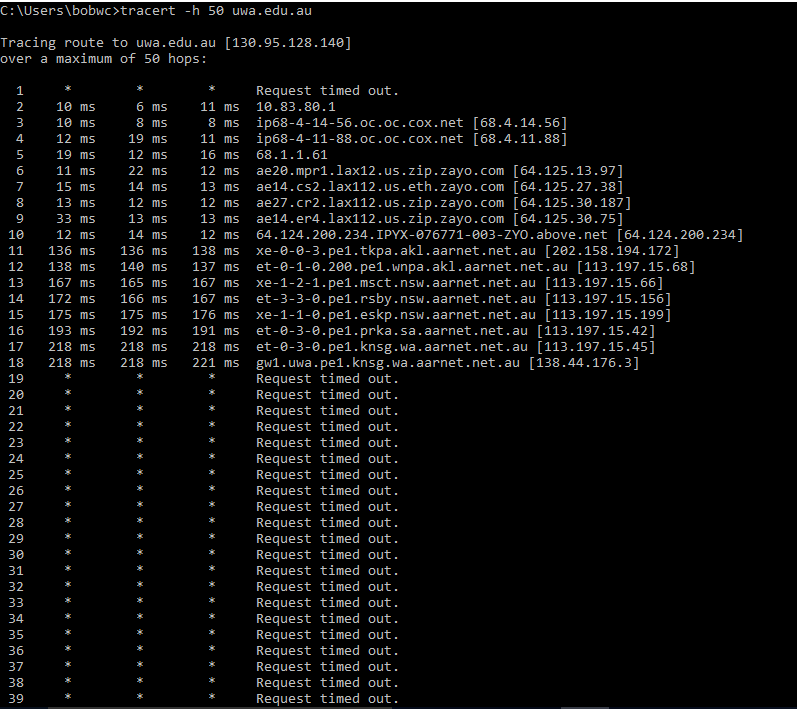 C:\Users\bobwc>tracert -h 50 uwa.edu.au
Tracing route to uwa.edu.au [130.95.128.140]
over a maximum of 50 hops:
1 * * * Request timed out.
2 10 ms 6 ms 11 ms 10.83.80.1
3 10 ms 8 ms 8 ms ip68-4-14-56.oc.oc.cox.net [68.4.14.56]
4 12 ms 19 ms 11 ms ip68-4-11-88.oc.oc.cox.net [68.4.11.88]
5 19 ms 12 ms 16 ms 68.1.1.61
6 11 ms 22 ms 12 ms ae20.mpr1.lax12.us.zip.zayo.com [64.125.13.97]
7 15 ms 14 ms 13 ms ae14.cs2.lax112.us.eth.zayo.com [64.125.27.38]
8 13 ms 12 ms 12 ms ae27.cr2.lax112.us.zip.zayo.com [64.125.30.187]
9 33 ms 13 ms 13 ms ae14.er4.lax112.us.zip.zayo.com [64.125.30.75]
10 12 ms 14 ms 12 ms 64.124.200.234.IPYX-076771-003-ZYO.above.net [64.124.200.234]
11 136 ms 136 ms 138 ms xe-0-0-3.pe1.tkpa.akl.aarnet.net.au [202.158.194.172]
12 138 ms 140 ms 137 ms et-0-1-0.200.pe1.wnpa.akl.aarnet.net.au [113.197.15.68]
13 167 ms 165 ms 167 ms xe-1-2-1.pe1.msct.nsw.aarnet.net.au [113.197.15.66]
14 172 ms 166 ms 167 ms et-3-3-0.pe1.rsby.nsw.aarnet.net.au [113.197.15.156]
15 175 ms 175 ms 176 ms xe-1-1-0.pe1.eskp.nsw.aarnet.net.au [113.197.15.199]
16 193 ms 192 ms 191 ms et-0-3-0.pe1.prka.sa.aarnet.net.au [113.197.15.42]
17 218 ms 218 ms 218 ms et-0-3-0.pe1.knsg.wa.aarnet.net.au [113.197.15.45]
18 218 ms 218 ms 221 ms gw1.uwa.pe1.knsg.wa.aarnet.net.au [138.44.176.3]
19 * * * Request timed out.
20 * * * Request timed out.
21 * * * Request timed out.
22 * * * Request timed out.
23 * * * Request timed out.
24 * * * Request timed out.
25 * * * Request timed out.
26 * * * Request timed out.
27 * * * Request timed out.
28 * * * Request timed out.
29 * * * Request timed out.
30 * * * Request timed out.
31 * * * Request timed out.
32 * * * Request timed out.
33 * * * Request timed out.
34 * * * Request timed out.
35 * * * Request timed out.
36 * * * Request timed out.
37 * * * Request timed out.
38 * * * Request timed out.
39 * * * Request timed out.